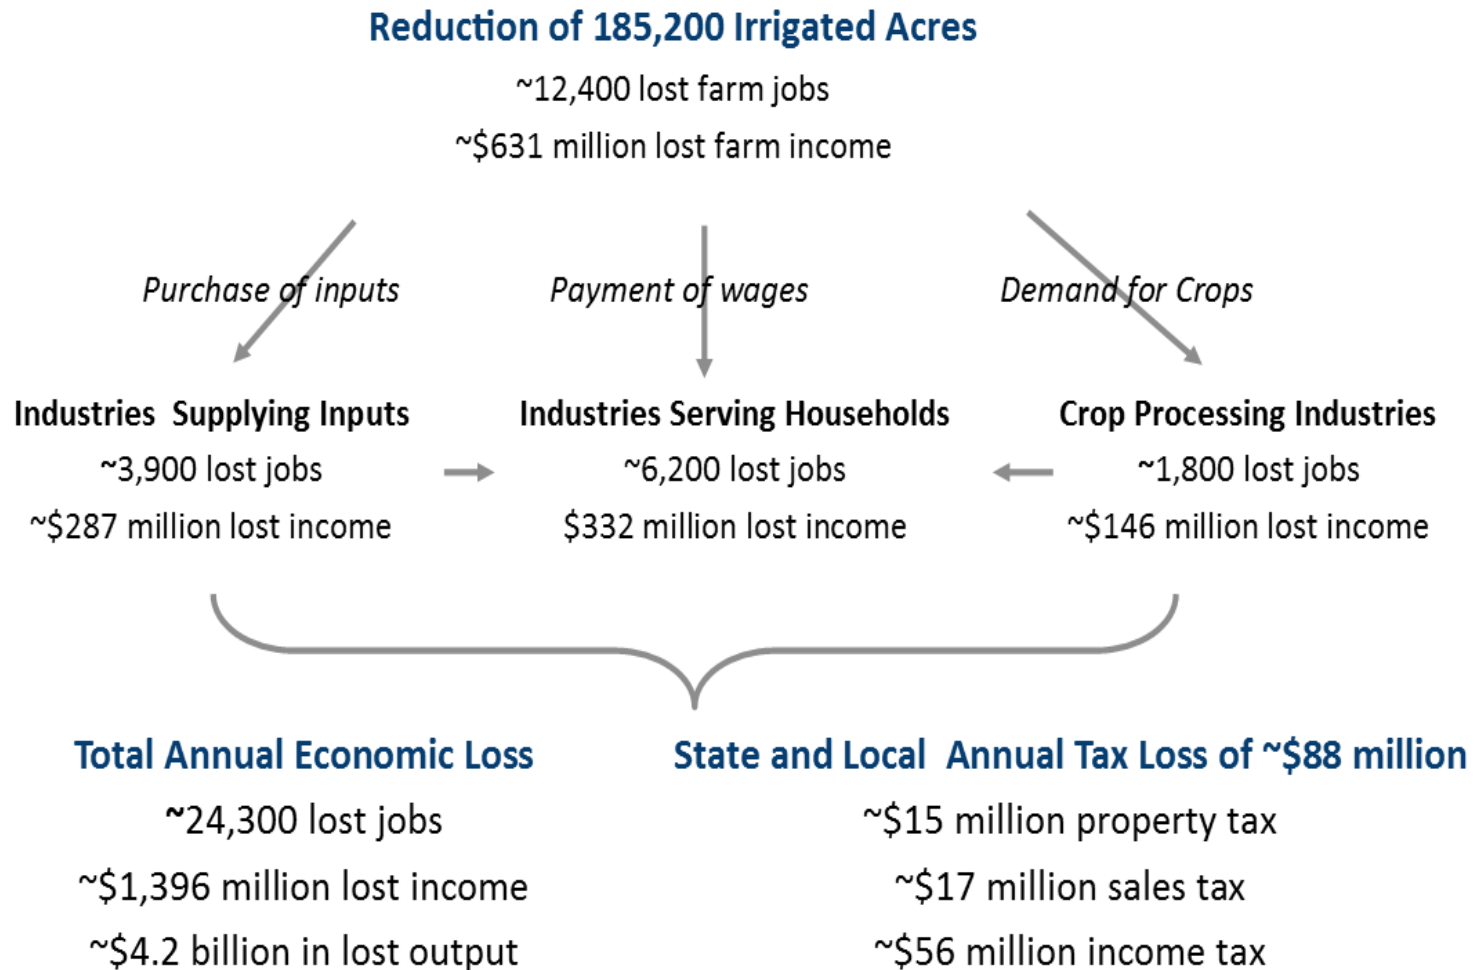 Reduction of 185,200 Irrigated Acres
~12,400 lost farm jobs
~$631 million lost farm income
Purchase of inputs
Payment of wages
Demand for Crops
Industries Supplying Inputs
~3,900 lost jobs
~$287 million lost income
Industries Serving Households
~6,200 lost jobs
$332 million lost income
Crop Processing Industries
~1,800 lost jobs
~$146 million lost income
Total Annual Economic Loss
~24,300 lost jobs
~$1,396 million lost income
~$4.2 billion in lost output
State and Local Annual Tax Loss of ~$88 million
~$15 million property tax
~$17 million sales tax
~$56 million income tax